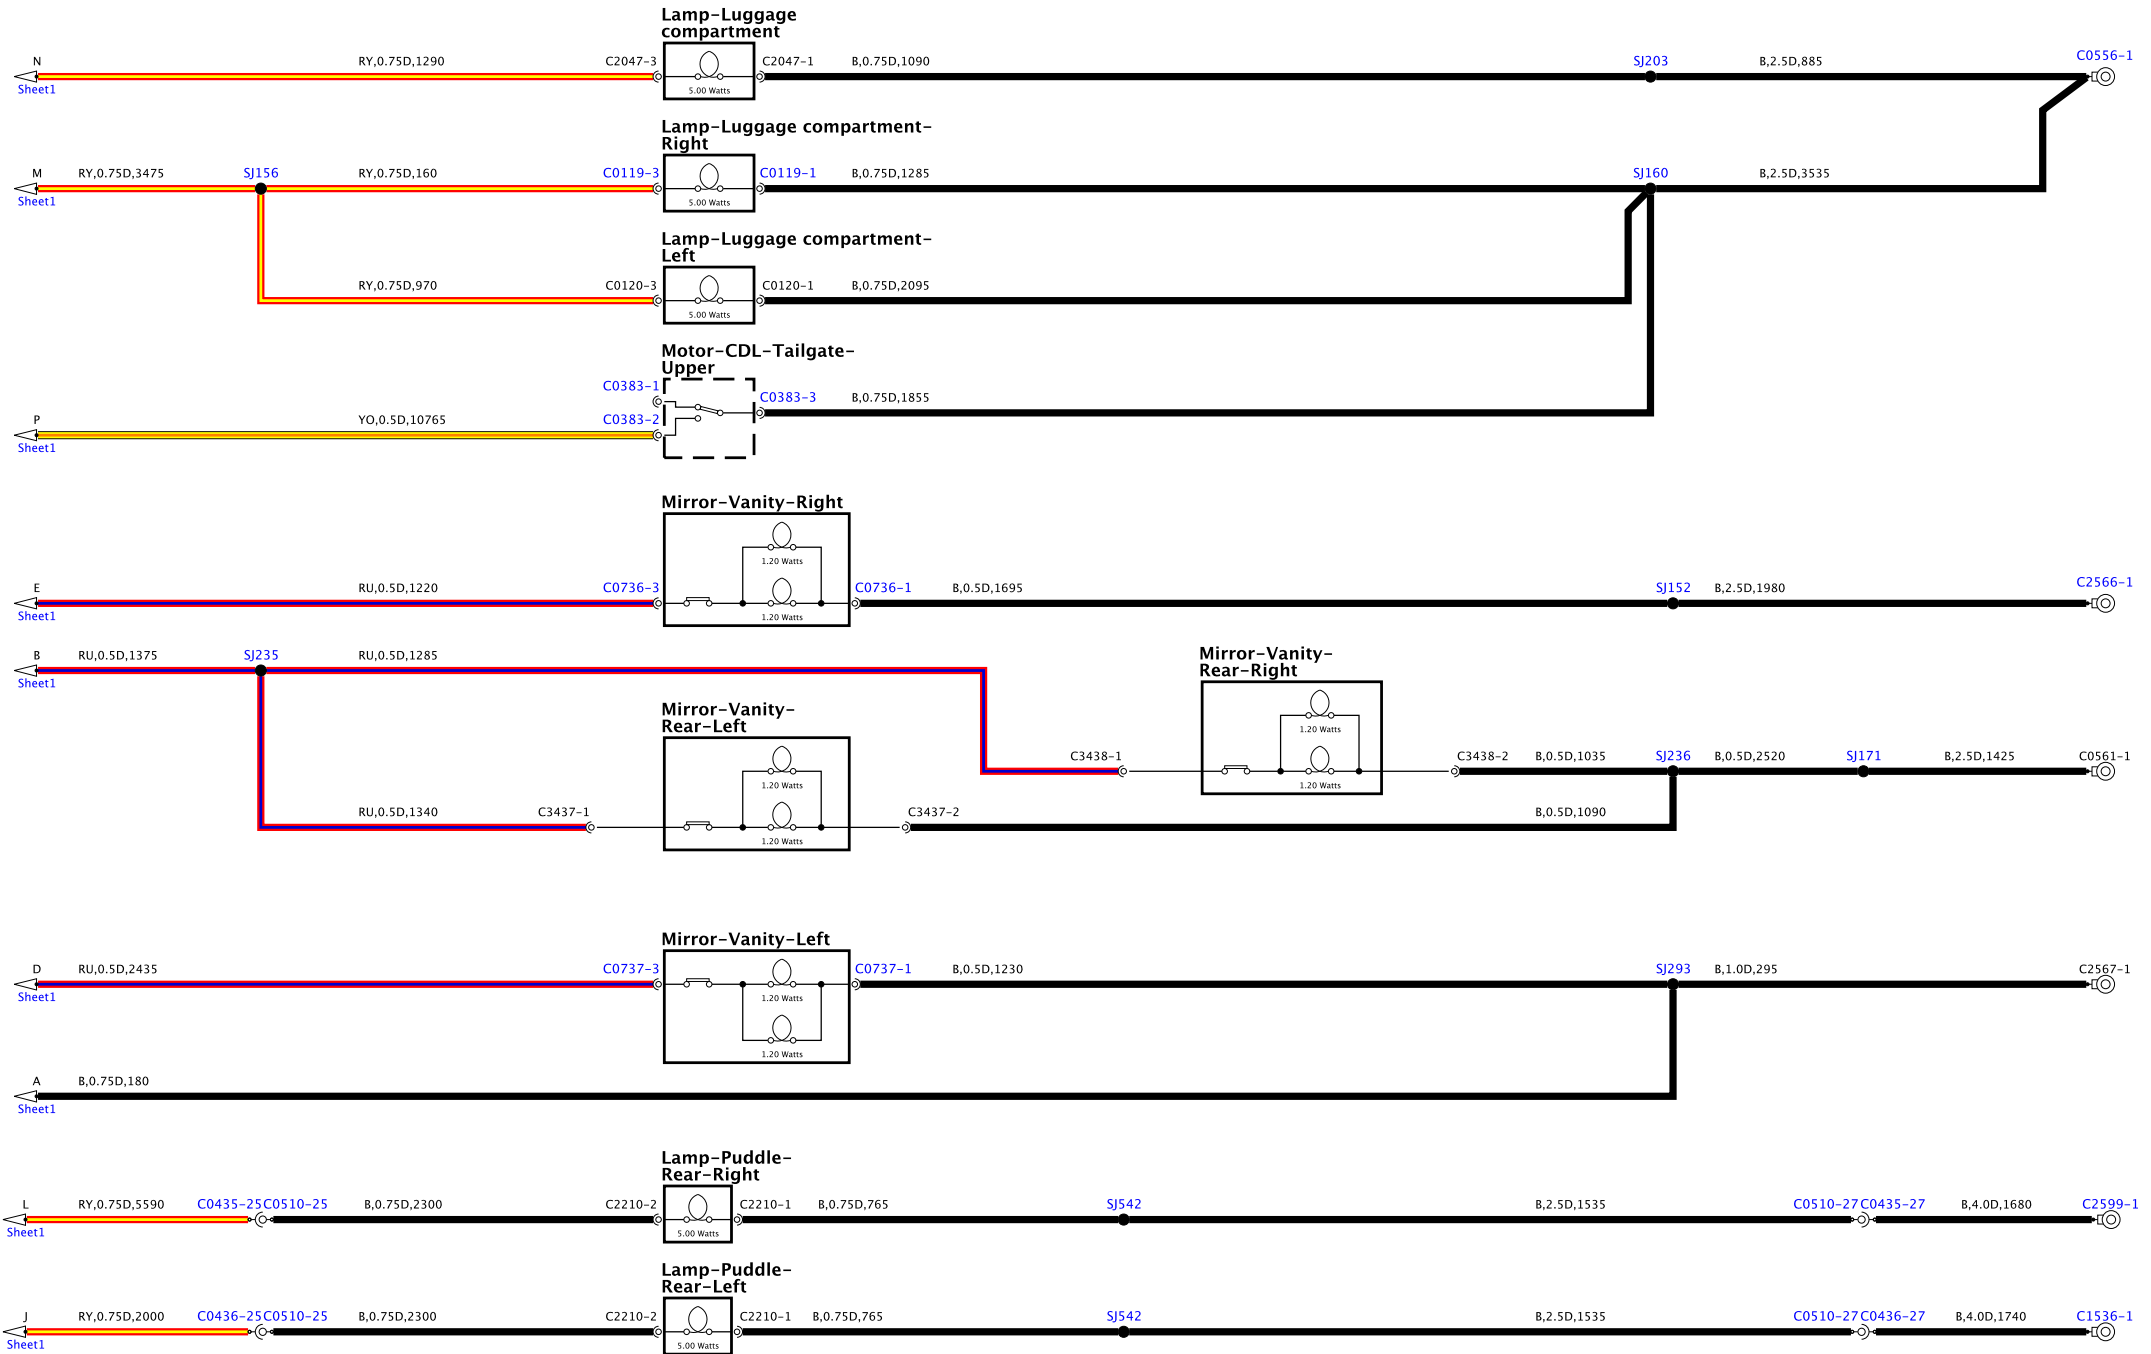 Lamp-Luggage
compartment
N RY,0.75D,1290 C2047-3 C2047-1 B,0.75D,1090 SJ203 B,2.5D,885 C0556-1
Sheet1
5.00 Watts
Lamp-Luggage compartment-
Right
M RY,0.75D,3475 SJ156 RY,0.75D,160 C0119-3 C0119-1 B,0.75D,1285 SJ160 B,2.5D,3535
Sheet1
5.00 Watts
Lamp-Luggage compartment-
Left
RY,0.75D,970 C0120-3 C0120-1 B,0.75D,2095
5.00 Watts
Motor-CDL-Tailgate-
Upper
C0383-1
C0383-3 B,0.75D,1855
P YO,0.5D,10765 C0383-2
Sheet1
Mirror-Vanity-Right
1.20 Watts
E RU,0.5D,1220 C0736-3 C0736-1 B,0.5D,1695 SJ152 B,2.5D,1980 C2566-1
Sheet1
1.20 Watts
B RU,0.5D,1375 SJ235 RU,0.5D,1285
Sheet1
Mirror-Vanity-
Rear-Right
1.20 Watts
C3438-1 C3438-2 B,0.5D,1035 SJ236 B,0.5D,2520 SJ171 B,2.5D,1425 C0561-1
1.20 Watts
Mirror-Vanity-
Rear-Left
1.20 Watts
RU,0.5D,1340 C3437-1 C3437-2 B,0.5D,1090
1.20 Watts
Mirror-Vanity-Left
D RU,0.5D,2435 C0737-3 C0737-1 B,0.5D,1230 SJ293 B,1.0D,295 C2567-1
Sheet1
1.20 Watts
1.20 Watts
A B,0.75D,180
Sheet1
Lamp-Puddle-
Rear-Right
L RY,0.75D,5590 C0435-25 C0510-25 B,0.75D,2300 C2210-2 C2210-1 B,0.75D,765 SJ542 B,2.5D,1535 C0510-27 C0435-27 B,4.0D,1680 C2599-1
Sheet1
5.00 Watts
Lamp-Puddle-
Rear-Left
J RY,0.75D,2000 C0436-25 C0510-25 B,0.75D,2300 C2210-2 C2210-1 B,0.75D,765 SJ542 B,2.5D,1535 C0510-27 C0436-27 B,4.0D,1740 C1536-1
Sheet1
5.00 Watts